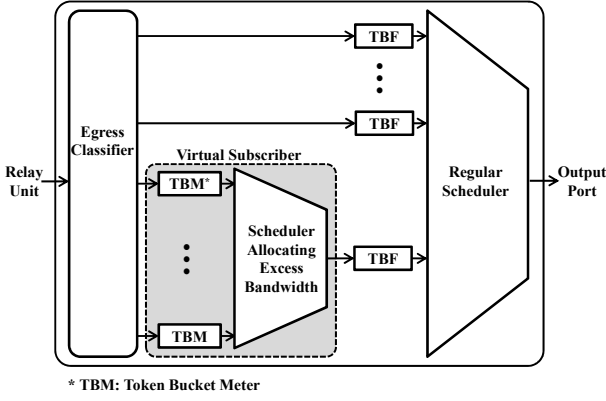 TBF
TBF
Egress
Classifier
Virtual Subscriber
Relay
Unit
TBM*
Regular
Scheduler
Output
Port
Scheduler
Allocating
Excess
Bandwidth
TBF
TBM
* TBM: Token Bucket Meter